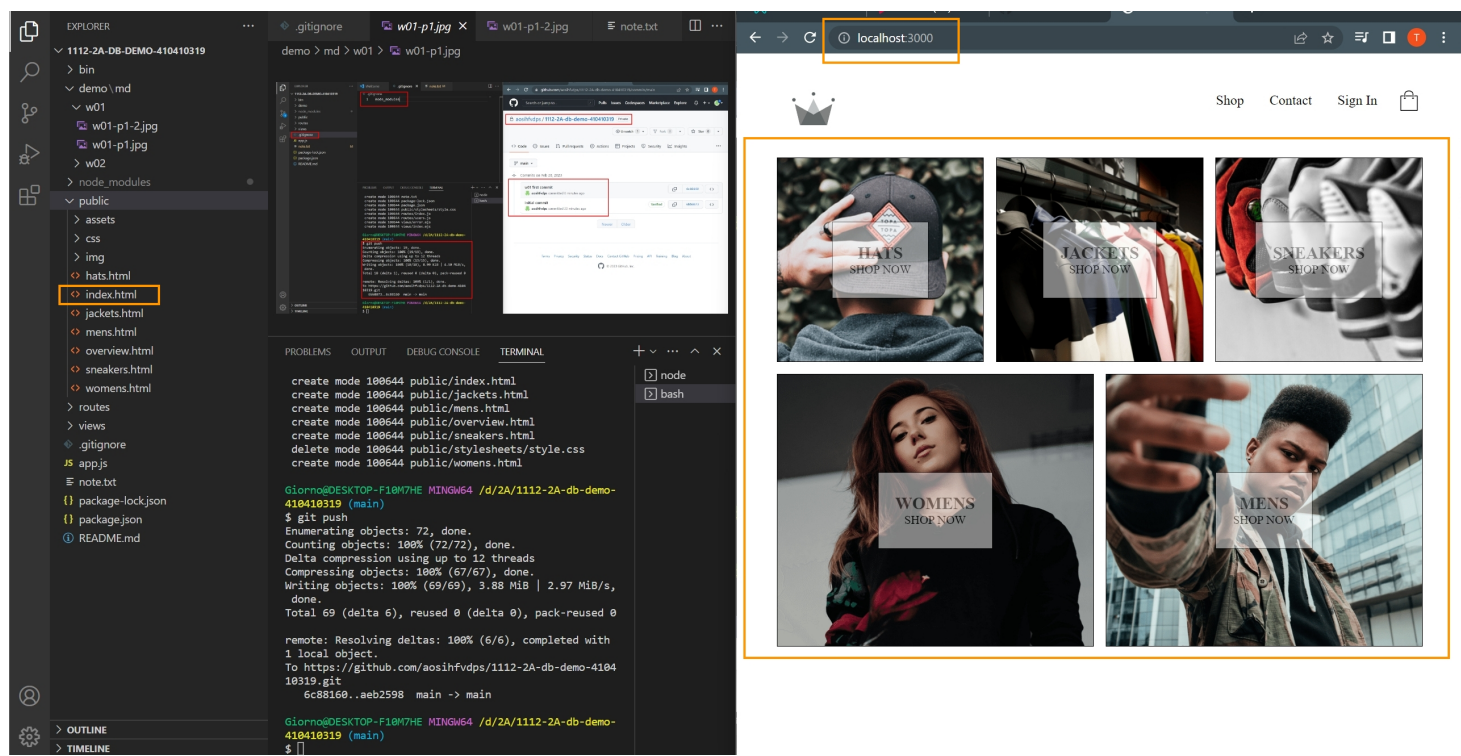 EXPLORER
1112-2A-DB-DEMO-410410319
bin
demo \ md
w01
w01-p1-2.jpg
w01-p1.jpg
w02
node_modules
public
assets
css
img
hats.html
index.html
jackets.html
mens.html
overview.html
sneakers.html
womens.html
routes
views
.gitignore
JS app.js
note.txt
{} package-lock.json
{} package.json
README.md
OUTLINE
TIMELINE
.gitignore
w01-p1.jpg
w01-p1-2.jpg
note.txt
demo > md > w01 > w01-p1.jpg
aosihfvdps / 1112-2A-db-demo-410410319
PROBLEMS OUTPUT DEBUG CONSOLE TERMINAL
node
bash
create mode 100644 public/index.html
create mode 100644 public/jackets.html
create mode 100644 public/mens.html
create mode 100644 public/overview.html
create mode 100644 public/sneakers.html
delete mode 100644 public/stylesheets/style.css
create mode 100644 public/womens.html
Giorno@DESKTOP-F10M7HE MINGW64 /d/2A/1112-2A-db-demo-
410410319 (main)
$ git push
Enumerating objects: 72, done.
Counting objects: 100% (72/72), done.
Delta compression using up to 12 threads
Compressing objects: 100% (67/67), done.
Writing objects: 100% (69/69), 3.88 MiB | 2.97 MiB/s,
done.
Total 69 (delta 6), reused 0 (delta 0), pack-reused 0
remote: Resolving deltas: 100% (6/6), completed with
1 local object.
To https://github.com/aosihfvdps/1112-2A-db-demo-4104
10319.git
6c88160..aeb2598 main -> main
Giorno@DESKTOP-F10M7HE MINGW64 /d/2A/1112-2A-db-demo-
410410319 (main)
$
localhost:3000
T
Shop Contact Sign In
HATS
SHOP NOW
JACKETS
SHOP NOW
SNEAKERS
SHOP NOW
WOMENS
SHOP NOW
MENS
SHOP NOW